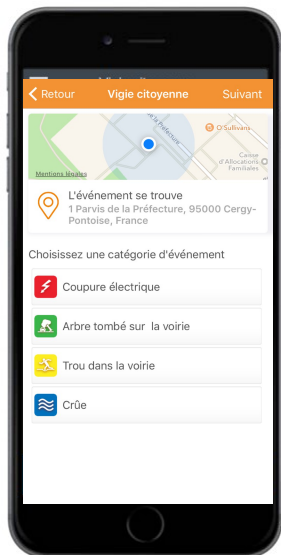 Retour Vigie citoyenne Suivant
la Préfecture
O Sullivans
Caisse
d'Allocations
Familiales
Mentions légales
L'événement se trouve
1 Parvis de la Préfecture, 95000 Cergy-
Pontoise, France
Choisissez une catégorie d'événement
Coupure électrique
Arbre tombé sur la voirie
Trou dans la voirie
Crûe